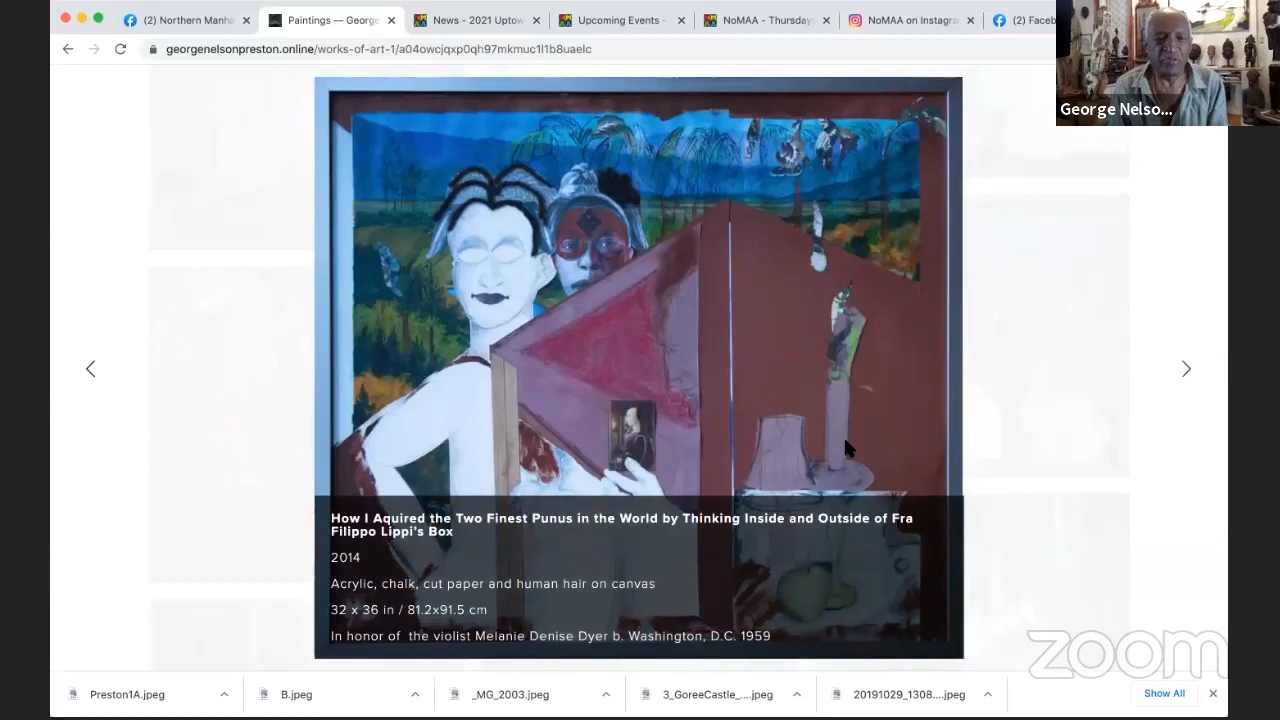 (2) Northern Manha
Paintings — George
News - 2021 Uptow
Upcoming Events -
NoMAA - Thursday
NoMAA on Instagra
(2) Faceb
georgenelsonpreston.online/works-of-art-1/a04owcjqxp0qh97mkmuc1l1b8uaelc
George Nelso...
How I Aquired the Two Finest Punus in the World by Thinking Inside and Outside of Fra
Filippo Lippi's Box
2014
Acrylic, chalk, cut paper and human hair on canvas
32 x 36 in / 81.2x91.5 cm
In honor of the violist Melanie Denise Dyer b. Washington, D.C. 1959
zoom
Preston1A.jpeg
B.jpeg
_MG_2003.jpeg
3_GoreeCastle_....jpeg
20191029_1308....jpeg
Show All